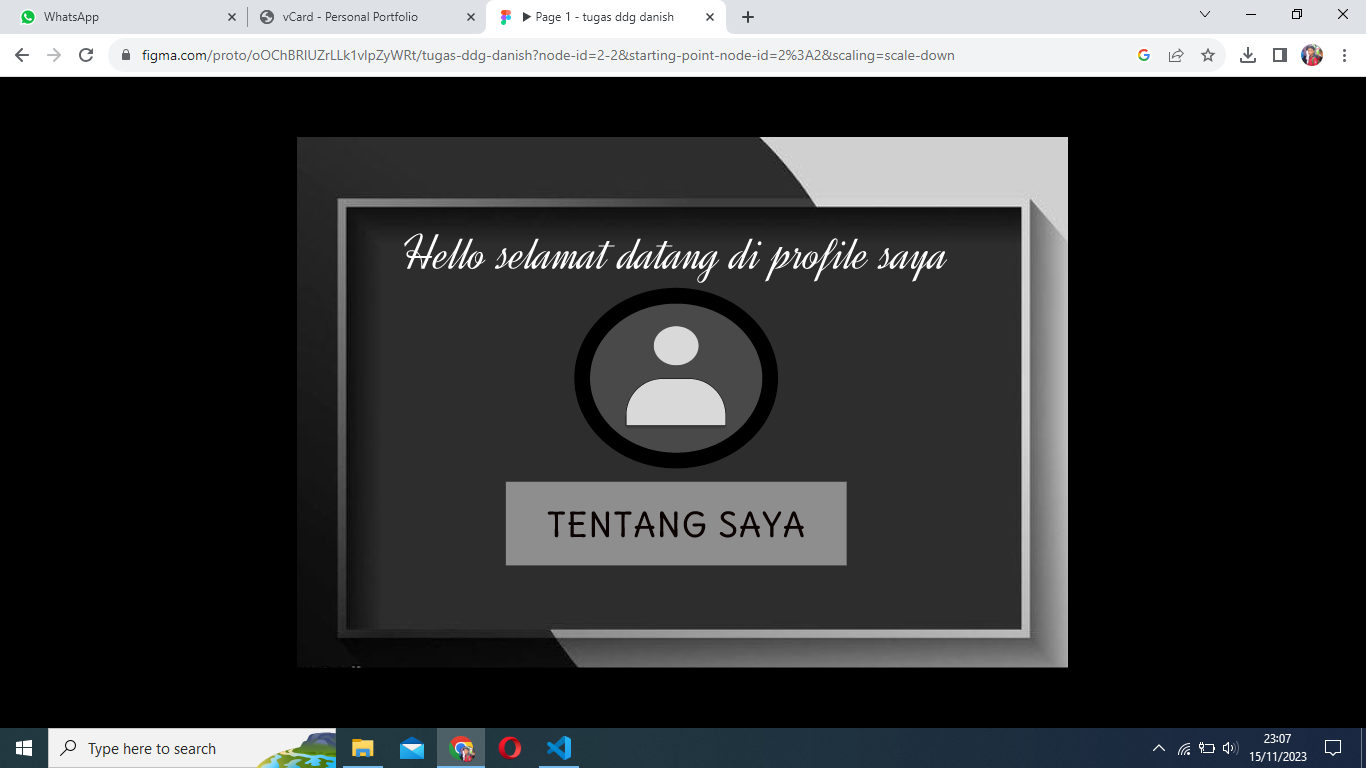 WhatsApp
vCard - Personal Portfolio
Page 1 - tugas ddg danish
figma.com/proto/oOChBRlUZrLLk1vlpZyWRt/tugas-ddg-danish?node-id=2-2&starting-point-node-id=2%3A2&scaling=scale-down
Hello selamat datang di profile saya
TENTANG SAYA
Type here to search
23:07
15/11/2023